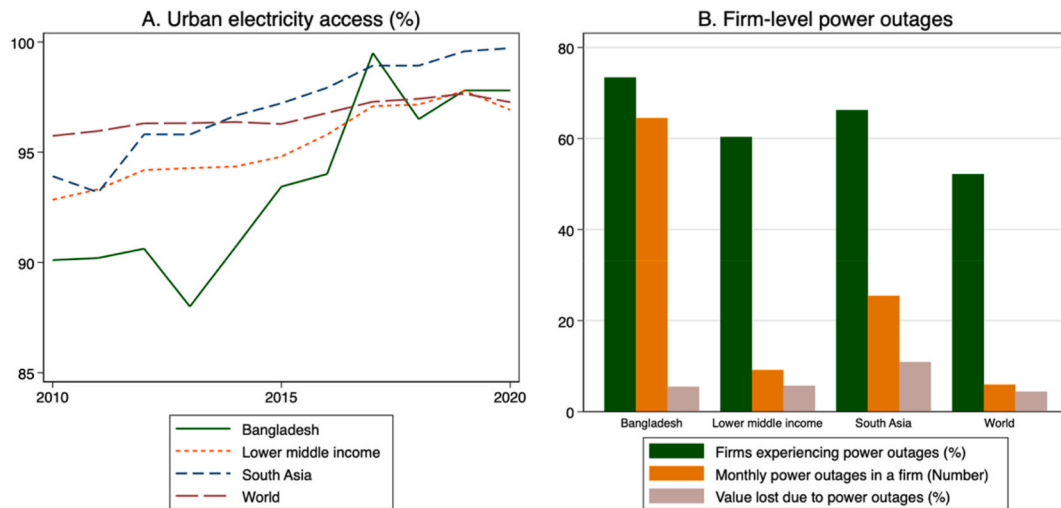 A. Urban electricity access (%)
100
95
90
85
2010
2015
2020
Bangladesh
Lower middle income
South Asia
World
B. Firm-level power outages
80
60
40
20
0
Bangladesh
Lower middle income
South Asia
World
Firms experiencing power outages (%)
Monthly power outages in a firm (Number)
Value lost due to power outages (%)